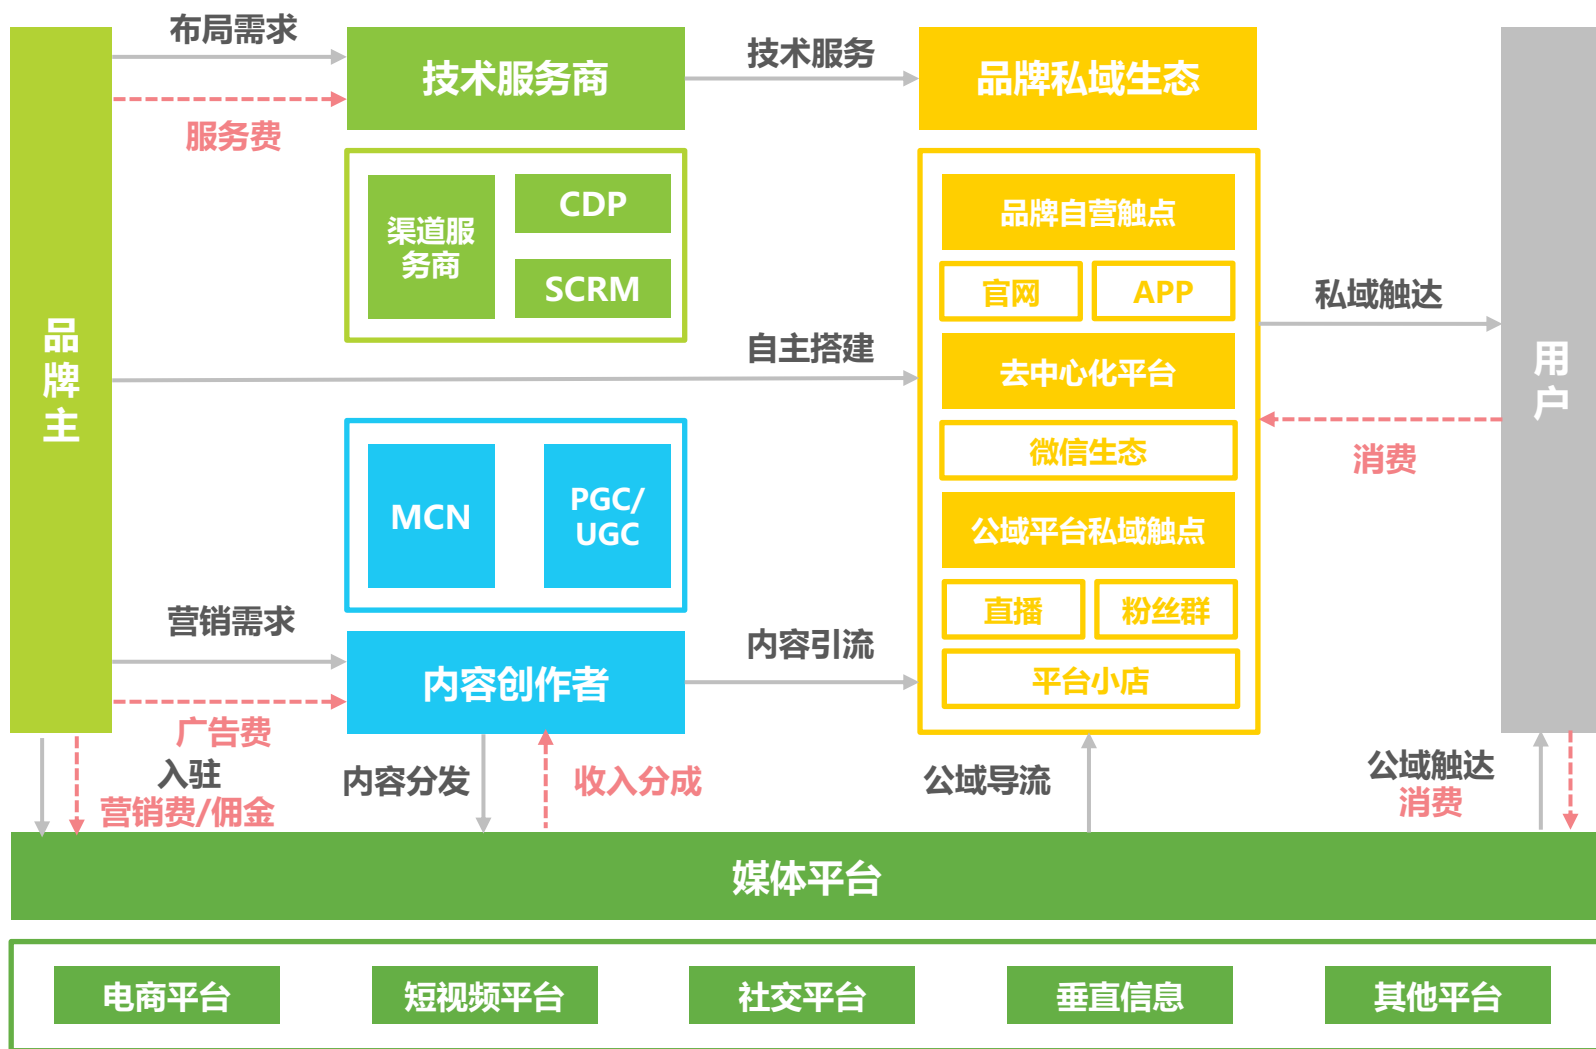 布局需求
技术服务商
技术服务
品牌私域生态
服务费
渠道服
务商
CDP
SCRM
品牌自营触点
官网
APP
私域触达
品
牌
主
自主搭建
去中心化平台
用
户
微信生态
消费
MCN
PGC/
UGC
公域平台私域触点
直播
粉丝群
营销需求
内容创作者
内容引流
平台小店
广告费
入驻
营销费/佣金
内容分发
收入分成
公域导流
公域触达
消费
媒体平台
电商平台
短视频平台
社交平台
垂直信息
其他平台